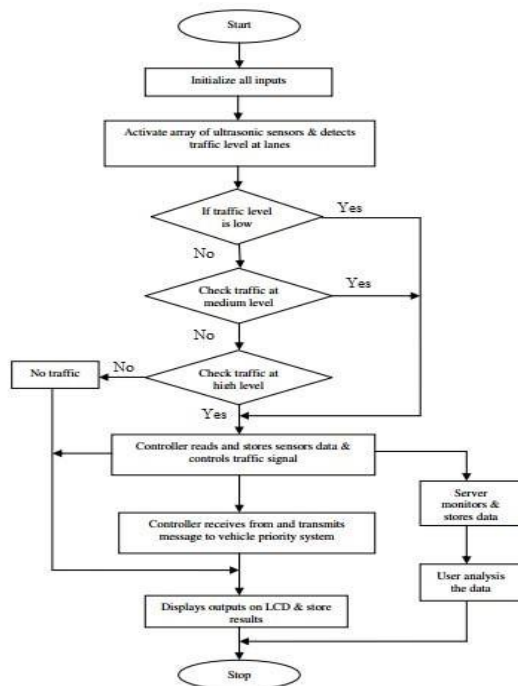 Start
Initialize all inputs
Activate array of ultrasonic sensors & detects
traffic level at lanes
If traffic level
is low
Yes
No
Check traffic at
medium level
Yes
No
Check traffic at
high level
No
No traffic
Yes
Controller reads and stores sensors data &
controls traffic signal
Server
monitors &
stores data
Controller receives from and transmits
message to vehicle priority system
User analysis
the data
Displays outputs on LCD & store
results
Stop